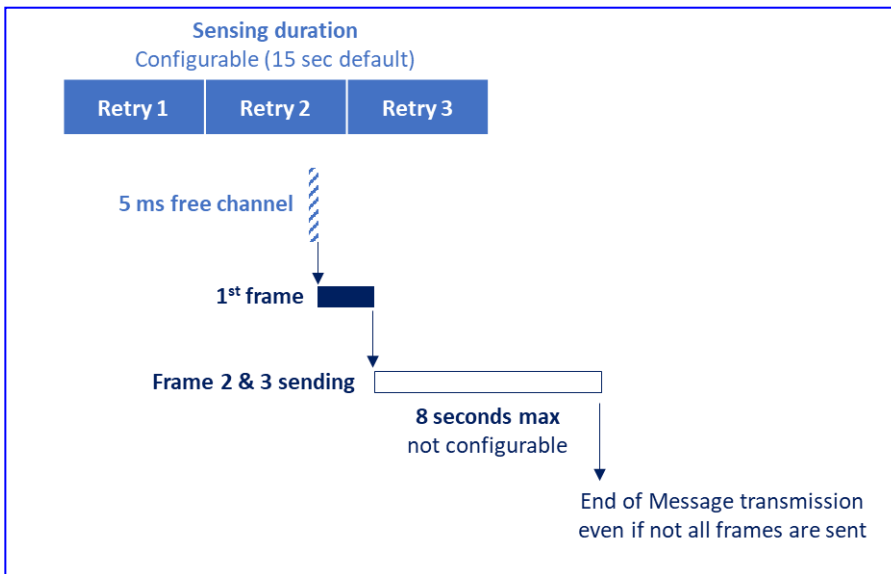 Sensing duration
Configurable (15 sec default)
Retry 1
Retry 2
Retry 3
5 ms free channel
1st frame
Frame 2 & 3 sending
8 seconds max
not configurable
End of Message transmission
even if not all frames are sent